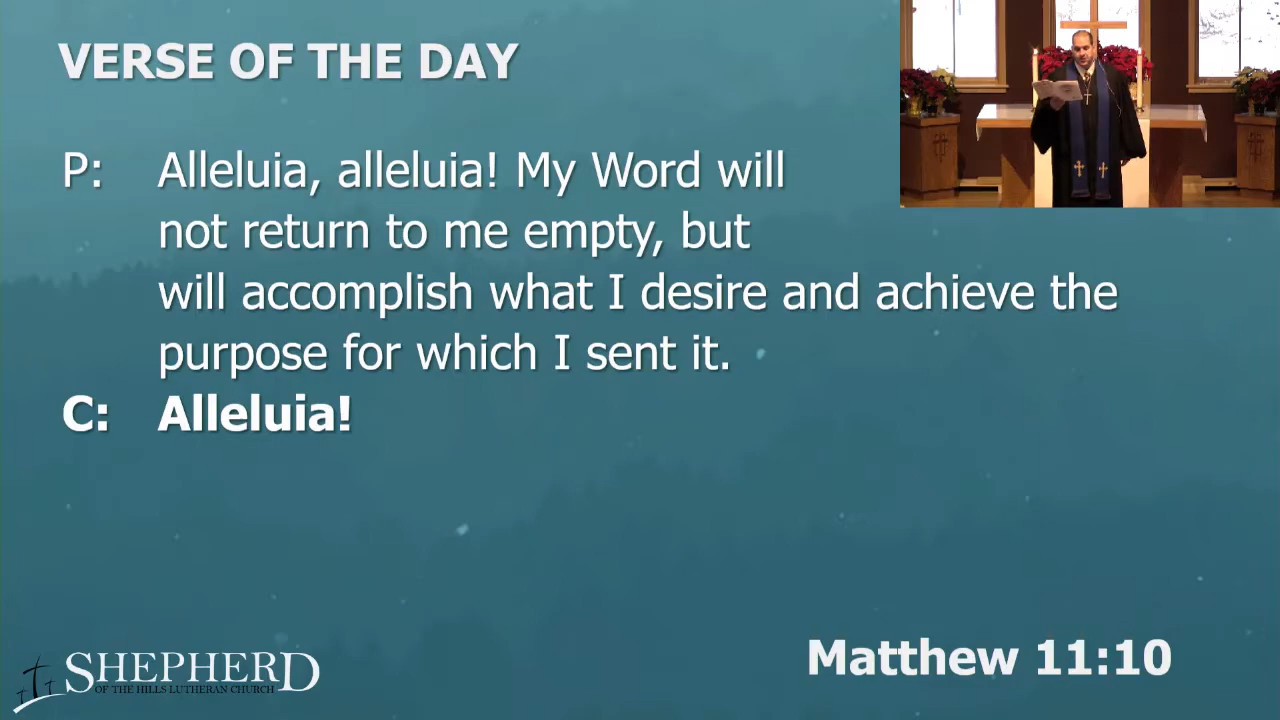 VERSE OF THE DAY
P: Alleluia, alleluia! My Word will
not return to me empty, but
will accomplish what I desire and achieve the
purpose for which I sent it.
C: Alleluia!
SHEPHERD
OF THE HILLS LUTHERAN CHURCH
Matthew 11:10